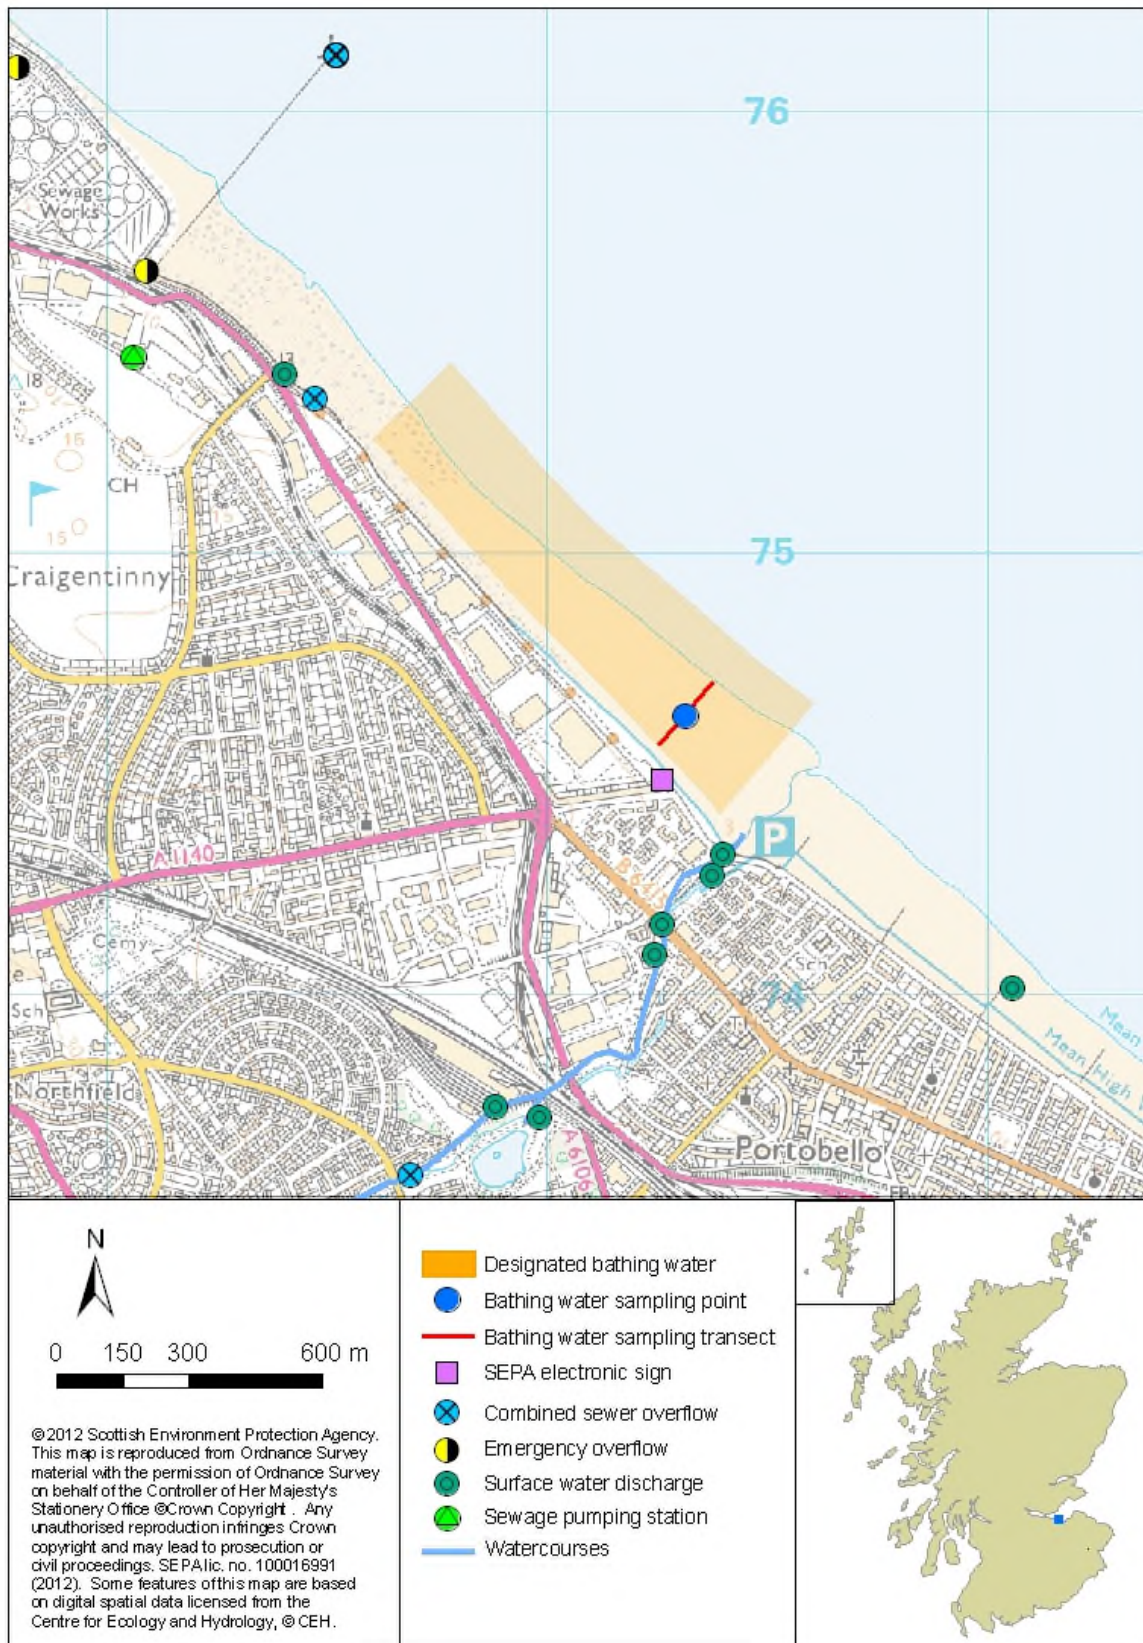 76
Sewage
Works
10
13
18
15
CH
15
15
75
Craigentinny
A1140
B64
P
Cemy
e
Sch
74
TH
Sch
Mean
Mean High
Northfield
A6106
Portobello
N
0 150 300 600 m
©2012 Scottish Environment Protection Agency.
This map is reproduced from Ordnance Survey
material with the permission of Ordnance Survey
on behalf of the Controller of Her Majesty's
Stationery Office ©Crown Copyright . Any
unauthorised reproduction infringes Crown
copyright and may lead to prosecution or
civil proceedings. SEPA lic. no. 100016991
(2012). Some features of this map are based
on digital spatial data licensed from the
Centre for Ecology and Hydrology, © CEH.
Designated bathing water
Bathing water sampling point
Bathing water sampling transect
SEPA electronic sign
Combined sewer overflow
Emergency overflow
Surface water discharge
Sewage pumping station
Watercourses